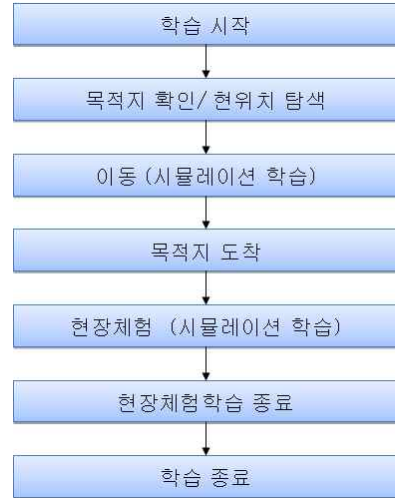 학습 시작
목적지 확인/ 현위치 탐색
이동 (시뮬레이션 학습)
목적지 도착
현장체험 (시뮬레이션 학습)
현장체험학습 종료
학습 종료